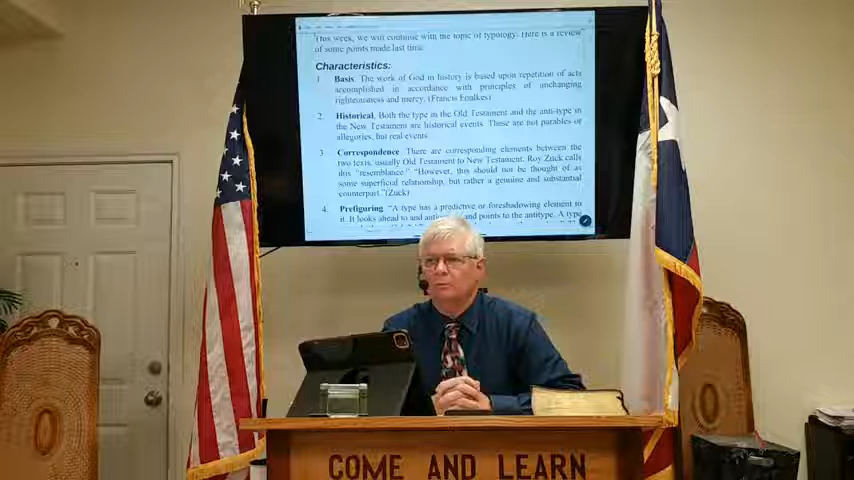 This week, we will continue with the topic of typology. Here is a review
of some points made last time.
Characteristics:
1. Basis. The work of God in history is based upon repetition of acts
accomplished in accordance with principles of unchanging
righteousness and mercy. (Francis Foulkes)
2. Historical. Both the type in the Old Testament and the anti-type in
the New Testament are historical events. These are not parables or
allegories, but real events.
3. Correspondence. There are corresponding elements between the
two texts, usually Old Testament to New Testament. Roy Zuck calls
this "resemblance." "However, this should not be thought of as
some superficial relationship, but rather a genuine and substantial
counterpart." (Zuck)
4. Prefiguring. "A type has a predictive or foreshadowing element to
it. It looks ahead to and and points to the antitype. A type
COME AND LEARN